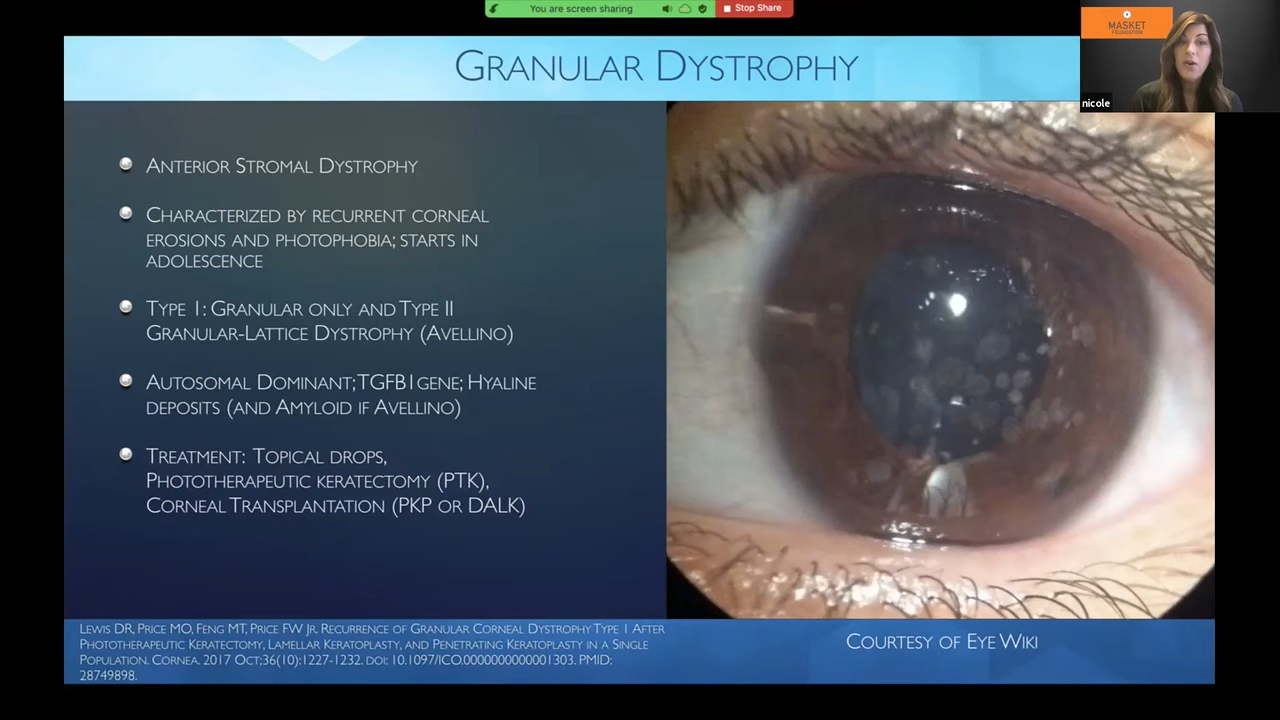 You are screen sharing
Stop Share
MASKET
FOUNDATION
nicole
GRANULAR DYSTROPHY
ANTERIOR STROMAL DYSTROPHY
CHARACTERIZED BY RECURRENT CORNEAL
EROSIONS AND PHOTOPHOBIA; STARTS IN
ADOLESCENCE
TYPE 1: GRANULAR ONLY AND TYPE II
GRANULAR-LATTICE DYSTROPHY (AVELLINO)
AUTOSOMAL DOMINANT; TGFB1 GENE; HYALINE
DEPOSITS (AND AMYLOID IF AVELLINO)
TREATMENT: TOPICAL DROPS,
PHOTOTHERAPEUTIC KERATECTOMY (PTK),
CORNEAL TRANSPLANTATION (PKP OR DALK)
LEWIS DR, PRICE MO, FENG MT, PRICE FW JR. RECURRENCE OF GRANULAR CORNEAL DYSTROPHY TYPE 1 AFTER
PHOTOTHERAPEUTIC KERATECTOMY, LAMELLAR KERATOPLASTY, AND PENETRATING KERATOPLASTY IN A SINGLE
POPULATION. CORNEA. 2017 OCT;36(10):1227-1232. DOI: 10.1097/ICO.0000000000001303. PMID:
28749898.
COURTESY OF EYE WIKI